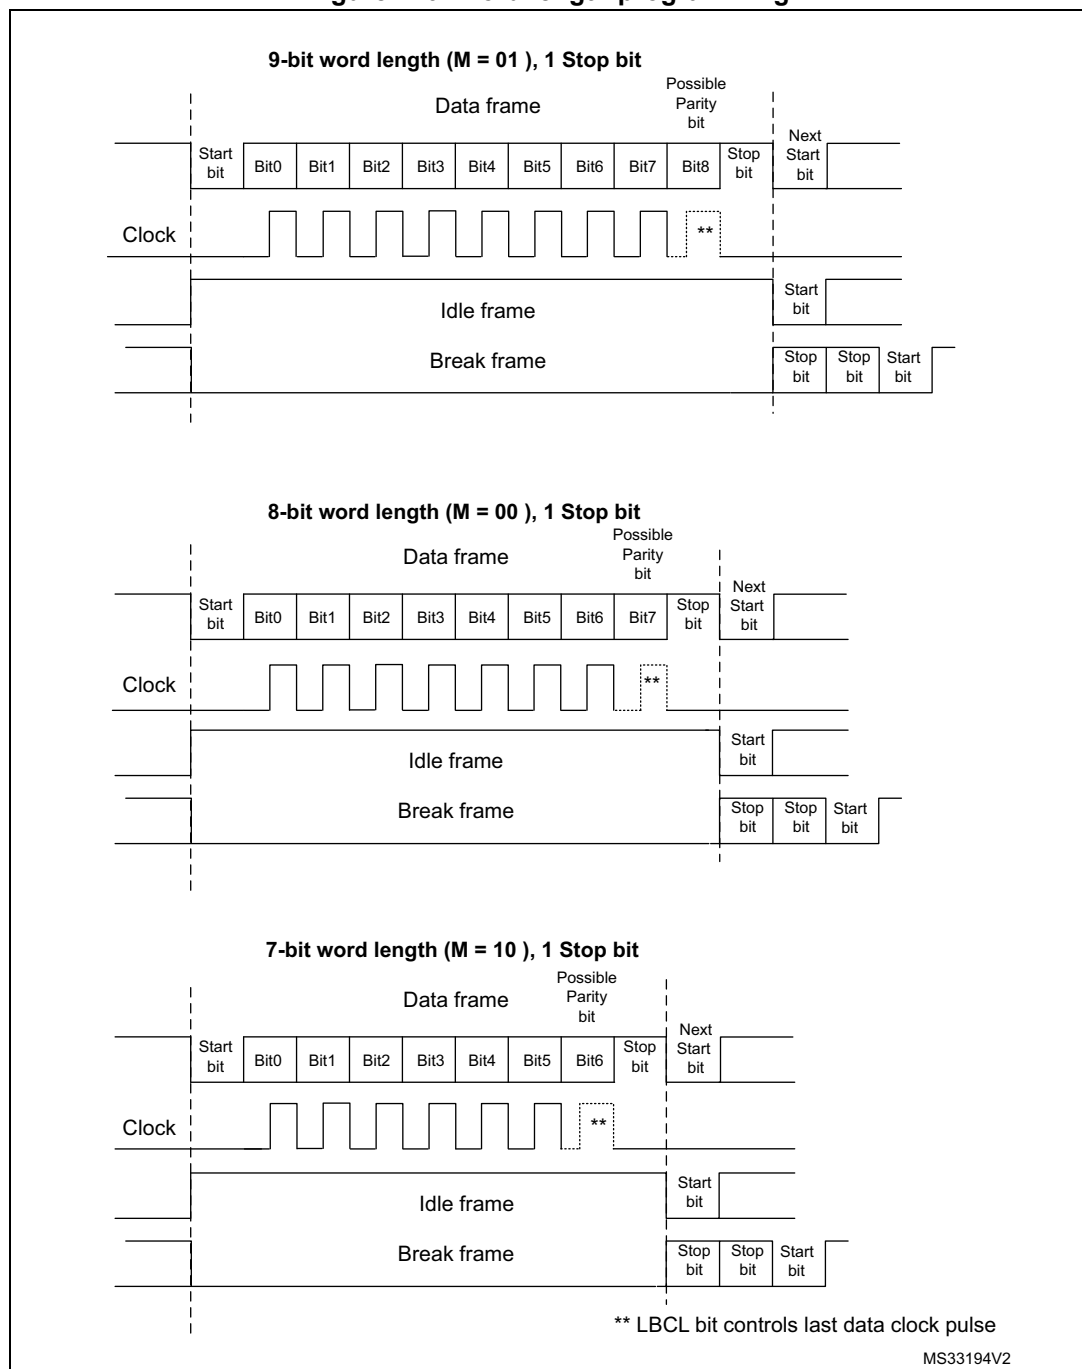 9-bit word length (M = 01 ), 1 Stop bit
Data frame
Possible
Parity
bit
Start
bit
Bit0
Bit1
Bit2
Bit3
Bit4
Bit5
Bit6
Bit7
Bit8
Stop
bit
Next
Start
bit
Clock
**
Idle frame
Start
bit
Break frame
Stop
bit
Stop
bit
Start
bit
8-bit word length (M = 00 ), 1 Stop bit
Data frame
Possible
Parity
bit
Start
bit
Bit0
Bit1
Bit2
Bit3
Bit4
Bit5
Bit6
Bit7
Stop
bit
Next
Start
bit
Clock
**
Idle frame
Start
bit
Break frame
Stop
bit
Stop
bit
Start
bit
7-bit word length (M = 10 ), 1 Stop bit
Data frame
Possible
Parity
bit
Start
bit
Bit0
Bit1
Bit2
Bit3
Bit4
Bit5
Bit6
Stop
bit
Next
Start
bit
Clock
**
Idle frame
Start
bit
Break frame
Stop
bit
Stop
bit
Start
bit
** LBCL bit controls last data clock pulse
MS33194V2